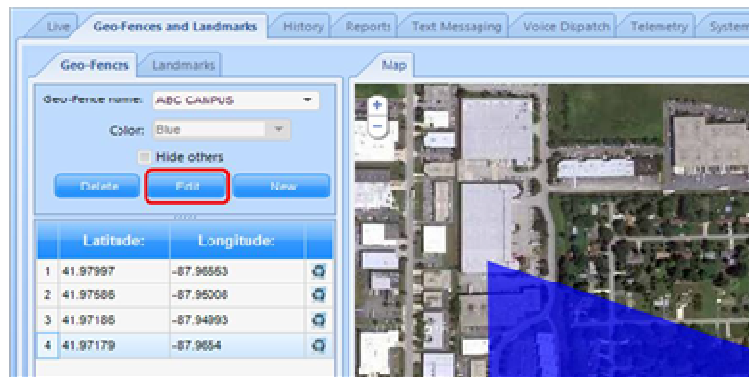 Live Geo-Fences and Landmarks History Reports Text Messaging Voice Dispatch Telemetry System
Geo-Fences Landmarks Map
Geo-Fence name: ABC CAMPUS
Color: Blue
Hide others
Delete Edit New
Latitude: Longitude:
1 41.97997 -87.96553
2 41.97586 -87.95008
3 41.97186 -87.94993
4 41.97179 -87.9654